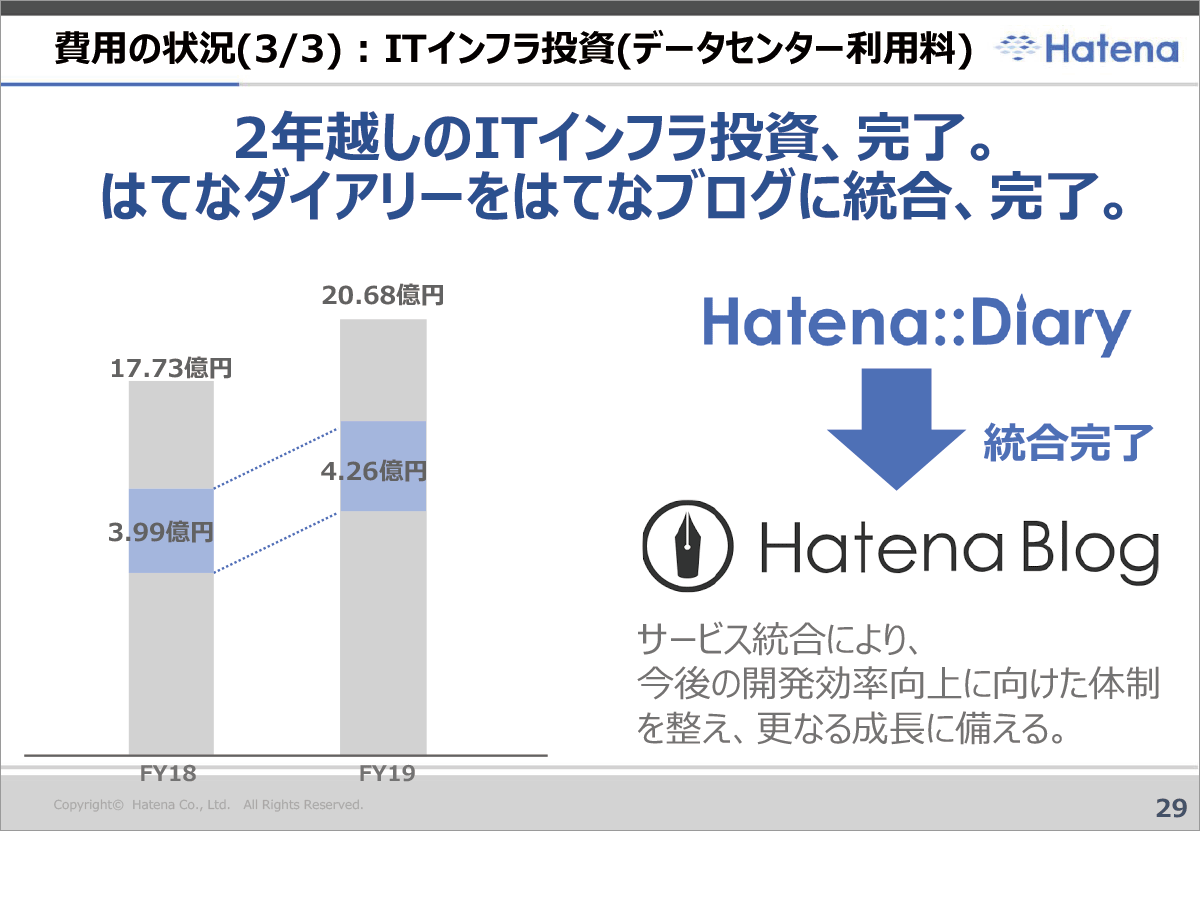 費用の状況(3/3)：ITインフラ投資(データセンター利用料)
Hatena
2年越しのITインフラ投資、完了。
はてなダイアリーをはてなブログに統合、完了。
20.68億円
17.73億円
4.26億円
3.99億円
FY18
FY19
Hatena::Diary
統合完了
Hatena Blog
サービス統合により、
今後の開発効率向上に向けた体制
を整え、更なる成長に備える。
Copyright© Hatena Co., Ltd. All Rights Reserved.
29